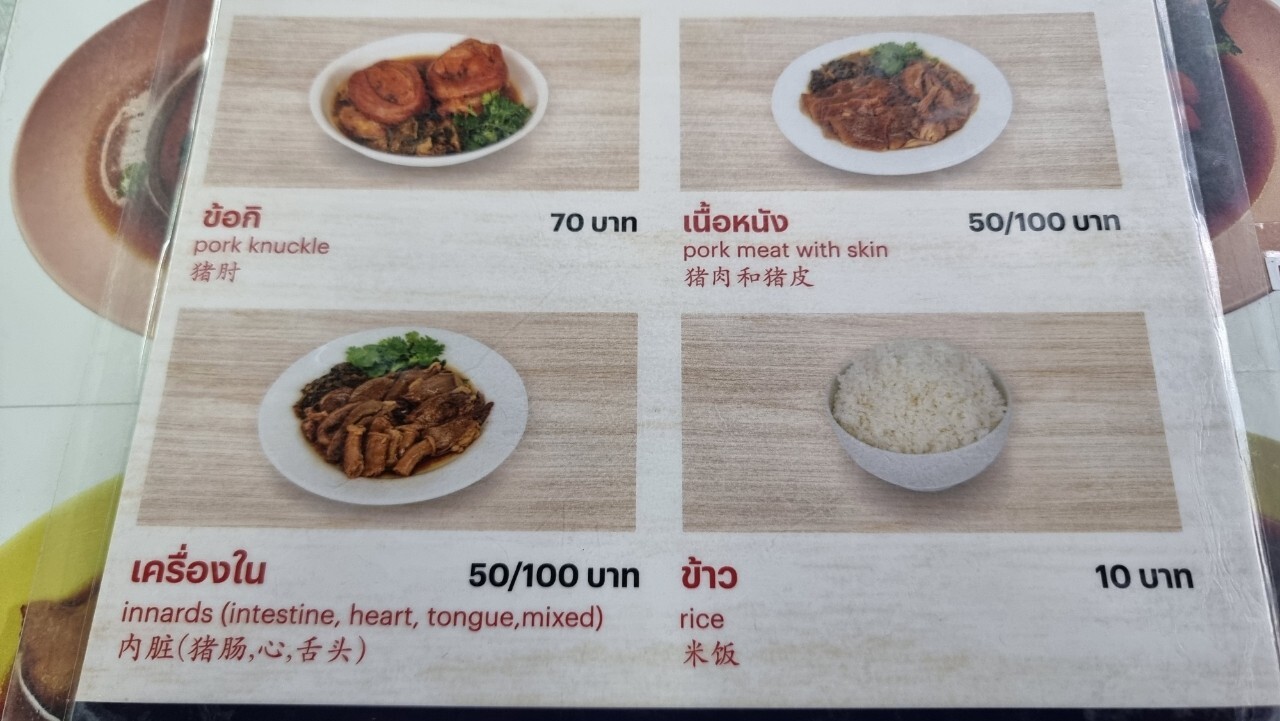 ข้อกิ 70 บาท
pork knuckle
猪肘
เนื้อหนัง 50/100 บาท
pork meat with skin
猪肉和猪皮
เครื่องใน 50/100 บาท
innards (intestine, heart, tongue,mixed)
内脏(猪肠,心,舌头)
ข้าว 10 บาท
rice
米饭